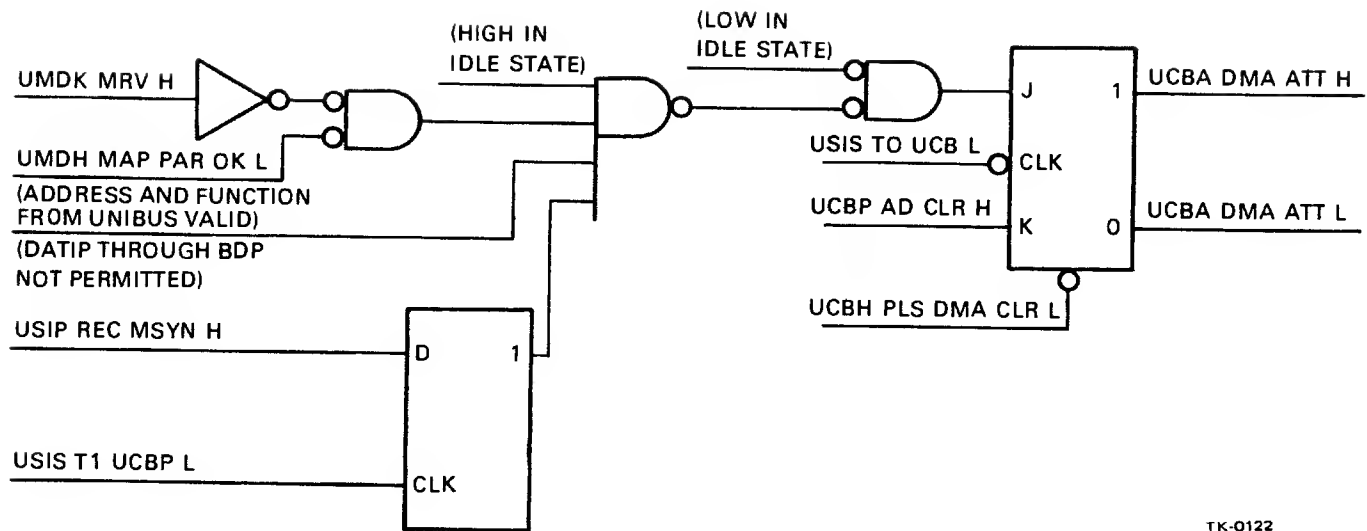 (HIGH IN
IDLE STATE)
(LOW IN
IDLE STATE)
UMDK MRV H
UMDH MAP PAR OK L
(ADDRESS AND FUNCTION
FROM UNIBUS VALID)
(DATIP THROUGH BDP
NOT PERMITTED)
USIP REC MSYN H
D 1
USIS T1 UCBP L
CLK
J 1
UCBA DMA ATT H
USIS TO UCB L
CLK
UCBP AD CLR H
K 0
UCBA DMA ATT L
UCBH PLS DMA CLR L
TK-0122